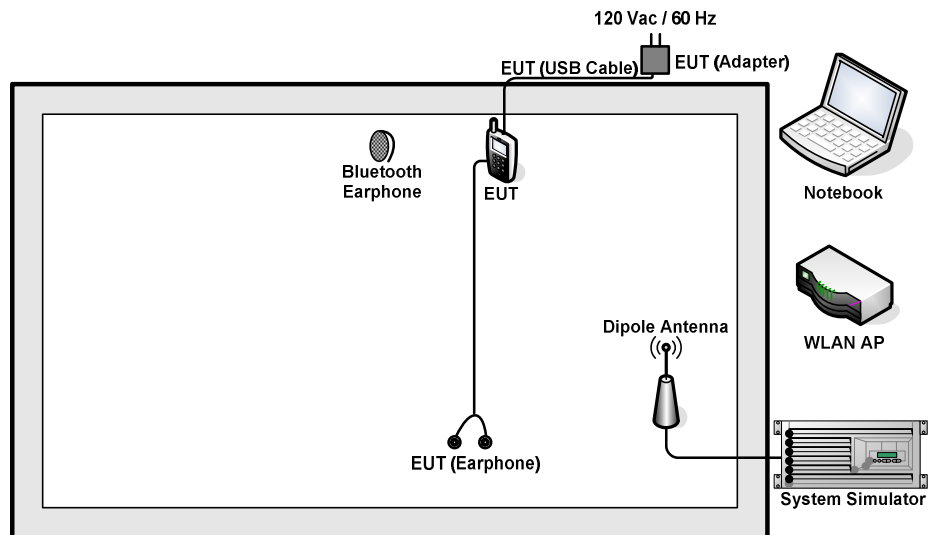 120 Vac / 60 Hz
EUT (USB Cable)
EUT (Adapter)
Bluetooth
Earphone
EUT
Notebook
Dipole Antenna
WLAN AP
EUT (Earphone)
System Simulator